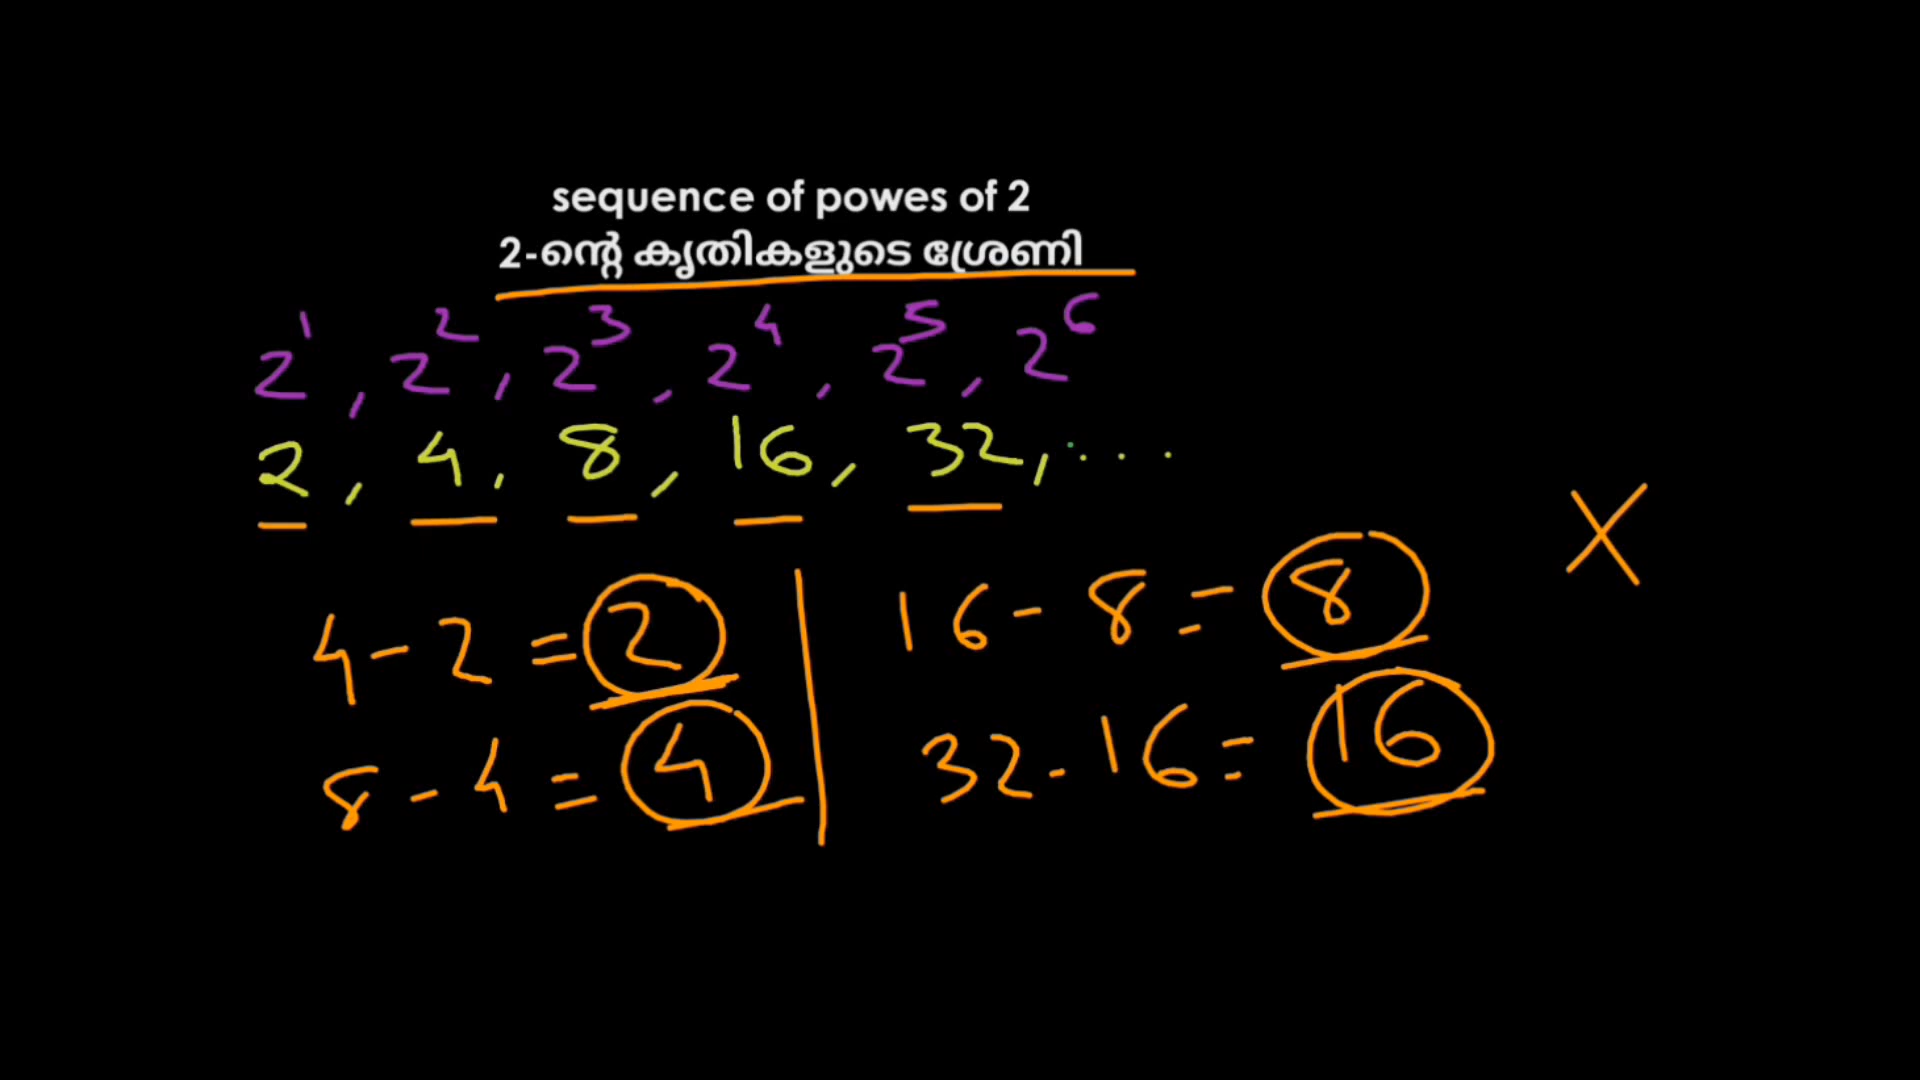 sequence of powes of 2
2-ന്റെ കൃതികളുടെ ശ്രേണി
2¹, 2², 2³, 2⁴, 2⁵, 2⁶
2, 4, 8, 16, 32, ....
4 - 2 = 2
8 - 4 = 4
16 - 8 = 8
32 - 16 = 16
X